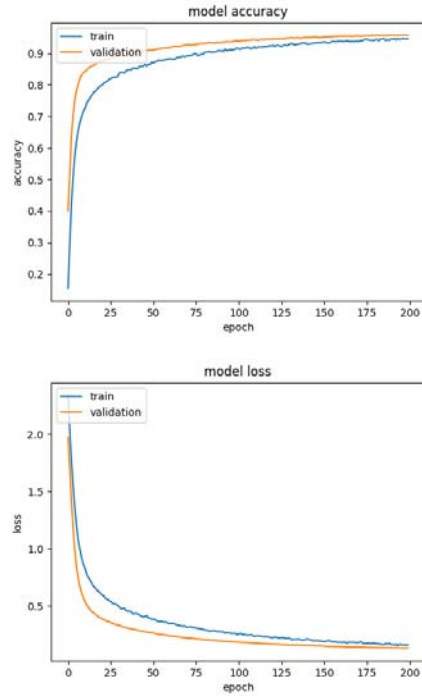 model accuracy
train
validation
0.9
0.8
0.7
0.6
0.5
0.4
0.3
0.2
accuracy
0 25 50 75 100 125 150 175 200
epoch
model loss
train
validation
2.0
1.5
1.0
0.5
loss
0 25 50 75 100 125 150 175 200
epoch